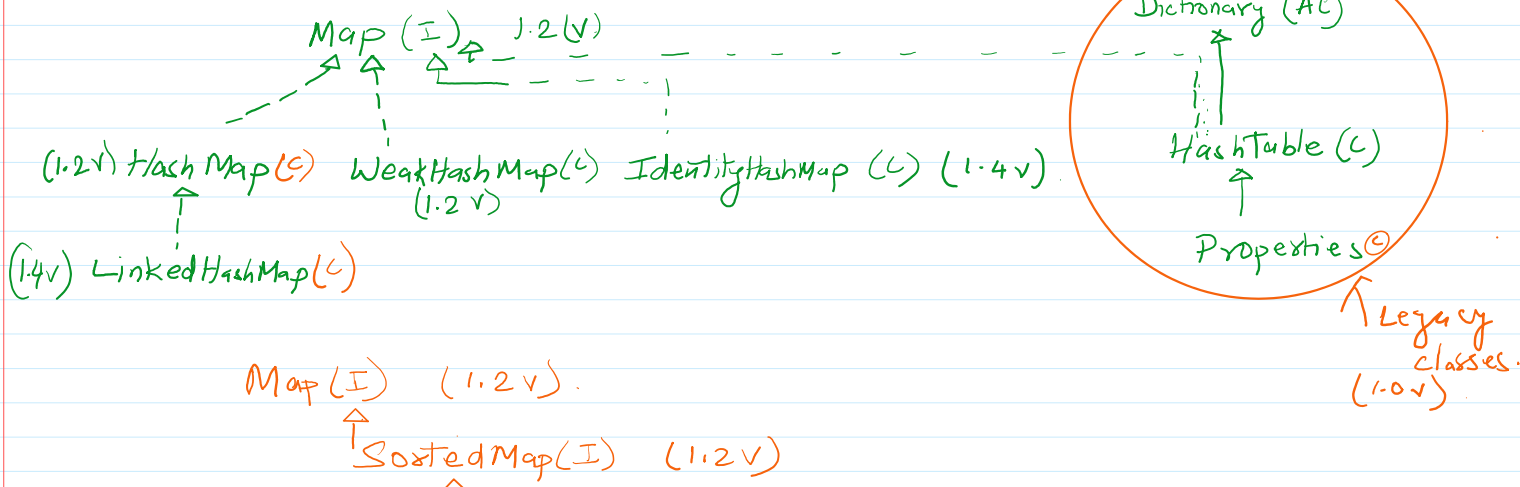 Dictionary (AC)
Map (I) 1.2(V)
HashTable (C)
(1.2V) HashMap(C) WeakHashMap(C) IdentityHashMap (C) (1.4v)
(1.2 V)
Properties (C)
(1.4v) LinkedHashMap(C)
Legacy
classes.
(1.0v)
Map(I) (1.2v).
SortedMap(I) (1.2V)